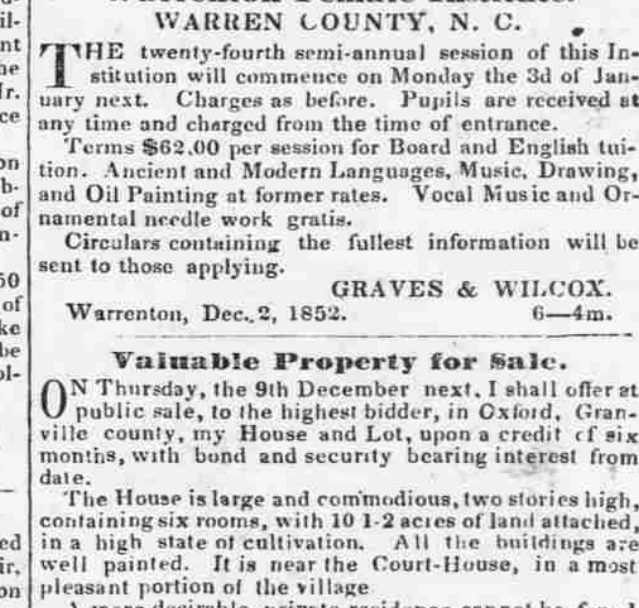 WARREN COUNTY, N. C.
THE twenty-fourth semi-annual session of this In-
stitution will commence on Monday the 3d of Jan-
uary next. Charges as before. Pupils are received at
any time and charged from the time of entrance.
Terms $62.00 per session for Board and English tui-
tion. Ancient and Modern Languages, Music, Drawing,
and Oil Painting at former rates. Vocal Music and Or-
namental needle work gratis.
Circulars containing the fullest information will be
sent to those applying.
GRAVES & WILCOX.
Warrenton, Dec. 2, 1852. 6—4m.
Valuable Property for Sale.
ON Thursday, the 9th December next, I shall offer at
public sale, to the highest bidder, in Oxford, Gran-
ville county, my House and Lot, upon a credit of six
months, with bond and security bearing interest from
date.
The House is large and commodious, two stories high,
containing six rooms, with 10 1-2 acres of land attached,
in a high state of cultivation. All the buildings are
well painted. It is near the Court-House, in a most
pleasant portion of the village